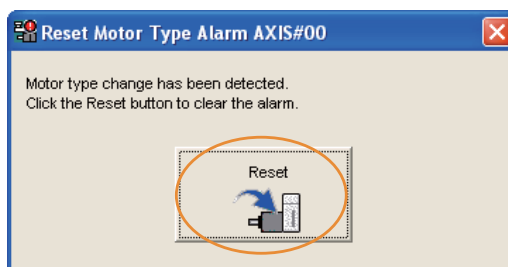 Reset Motor Type Alarm AXIS#00
Motor type change has been detected.
Click the Reset button to clear the alarm.
Reset